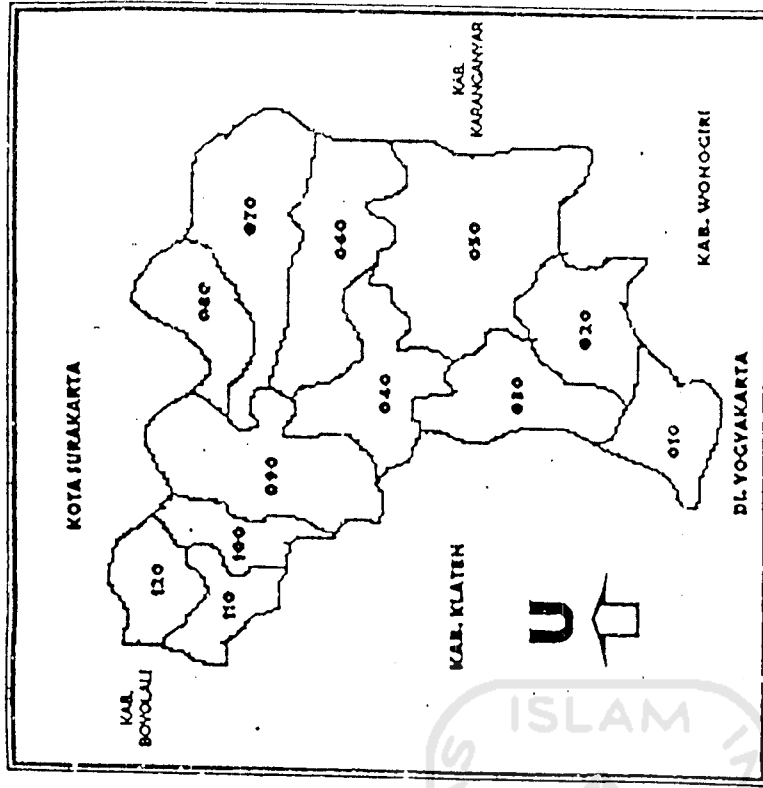 KOTA SURAKARTA
KAB.
BOYOLALI
120
080
110
100
070
090
060
040
KAB. KLATEN
KAB.
KARANGANYAR
050
030
U
020
010
KAB. WONOGIRI
DI. YOGYAKARTA
ISLAM